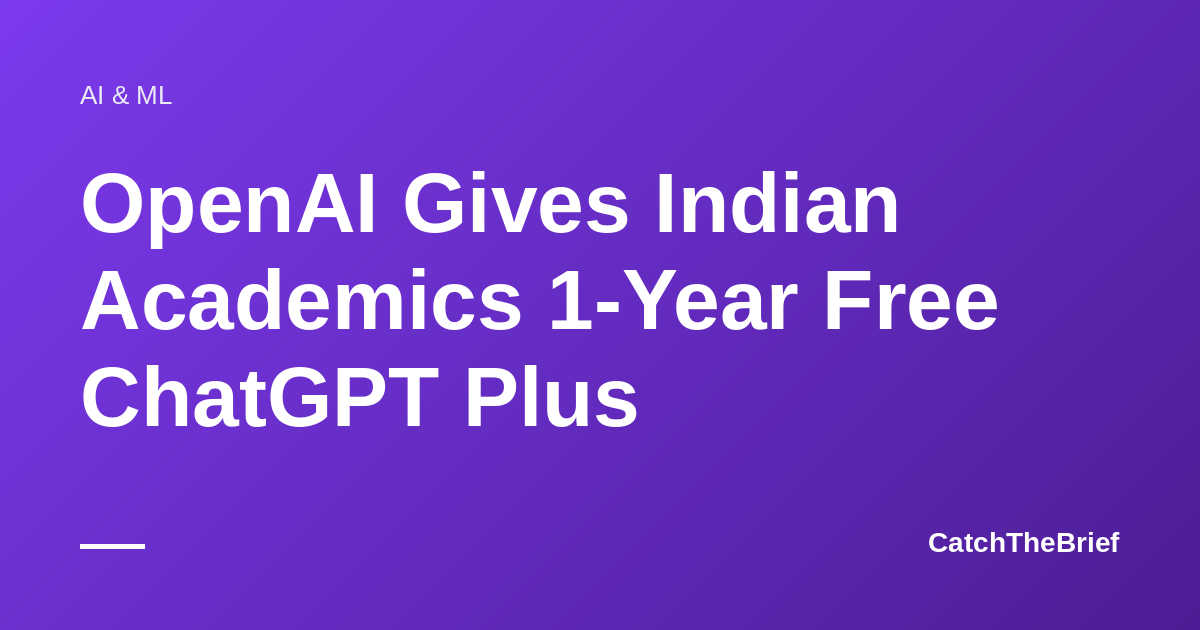 AI & ML
OpenAI Gives Indian
Academics 1-Year Free
ChatGPT Plus
CatchTheBrief